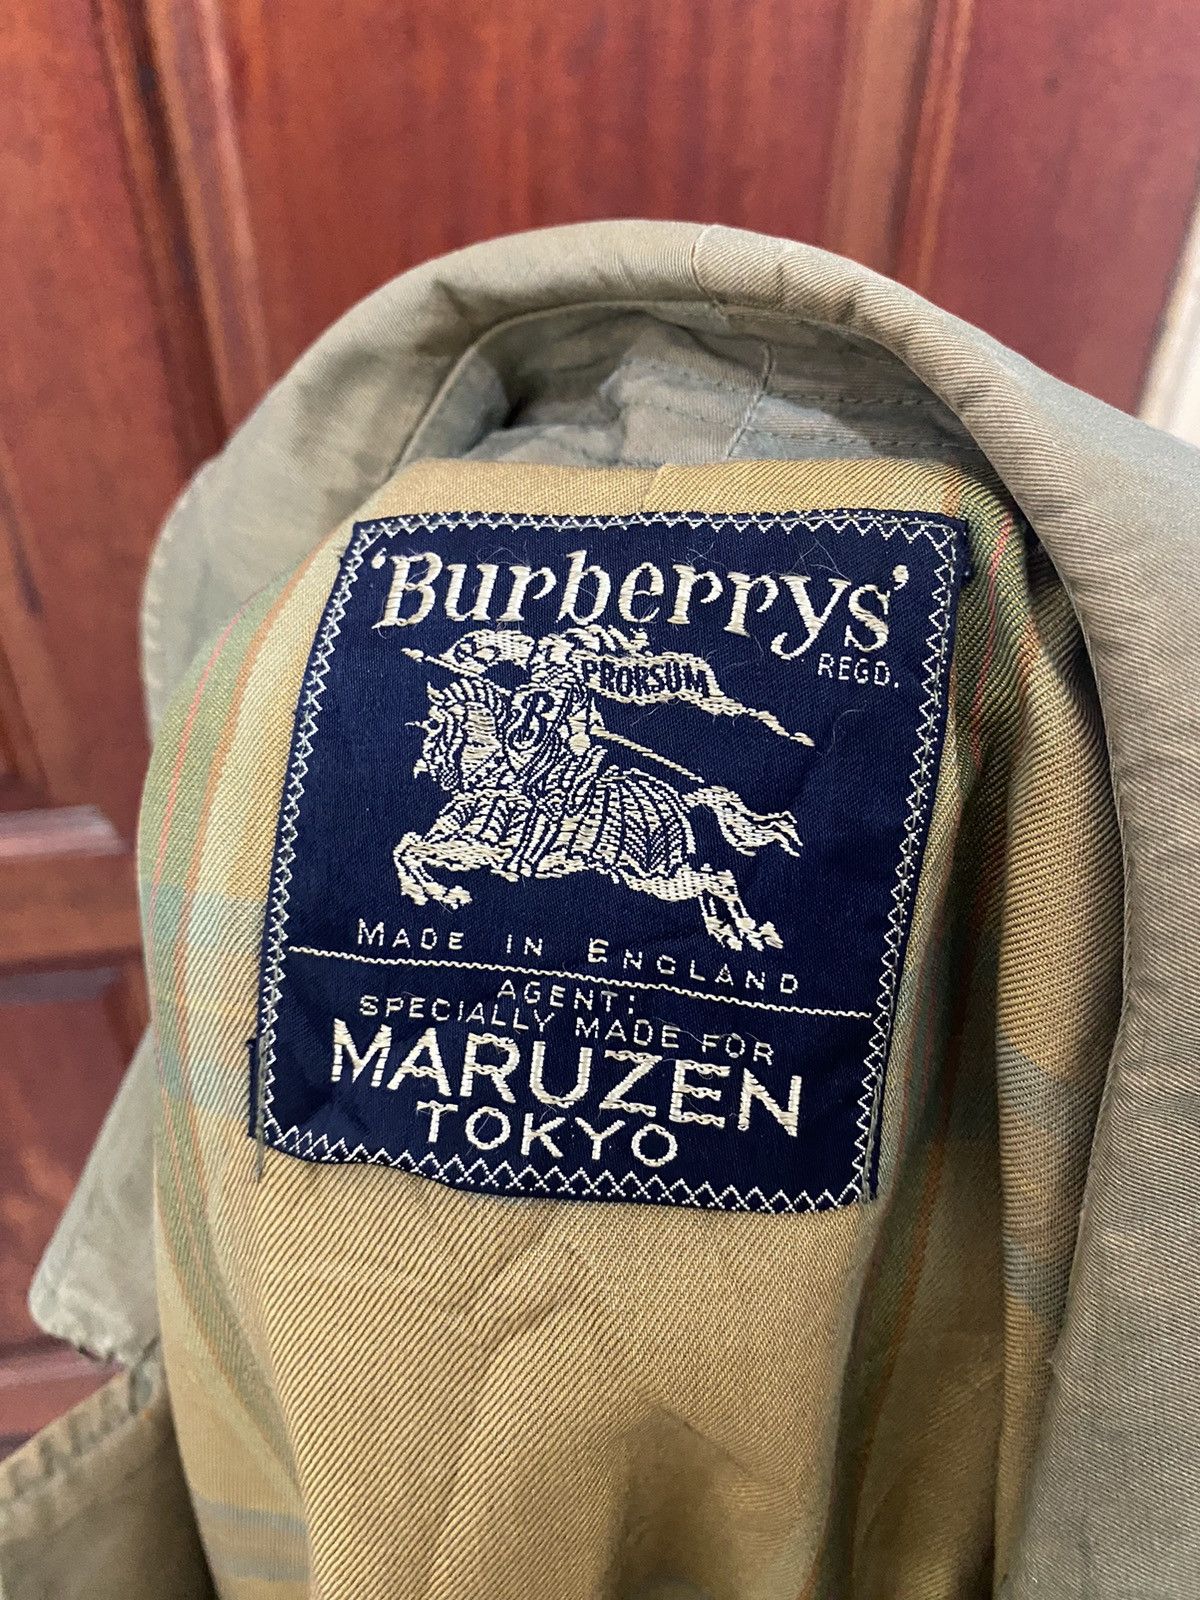 'Burberrys'
REGD.
PRORSUM
B
MADE IN ENGLAND
AGENT:
SPECIALLY MADE FOR
MARUZEN
TOKYO